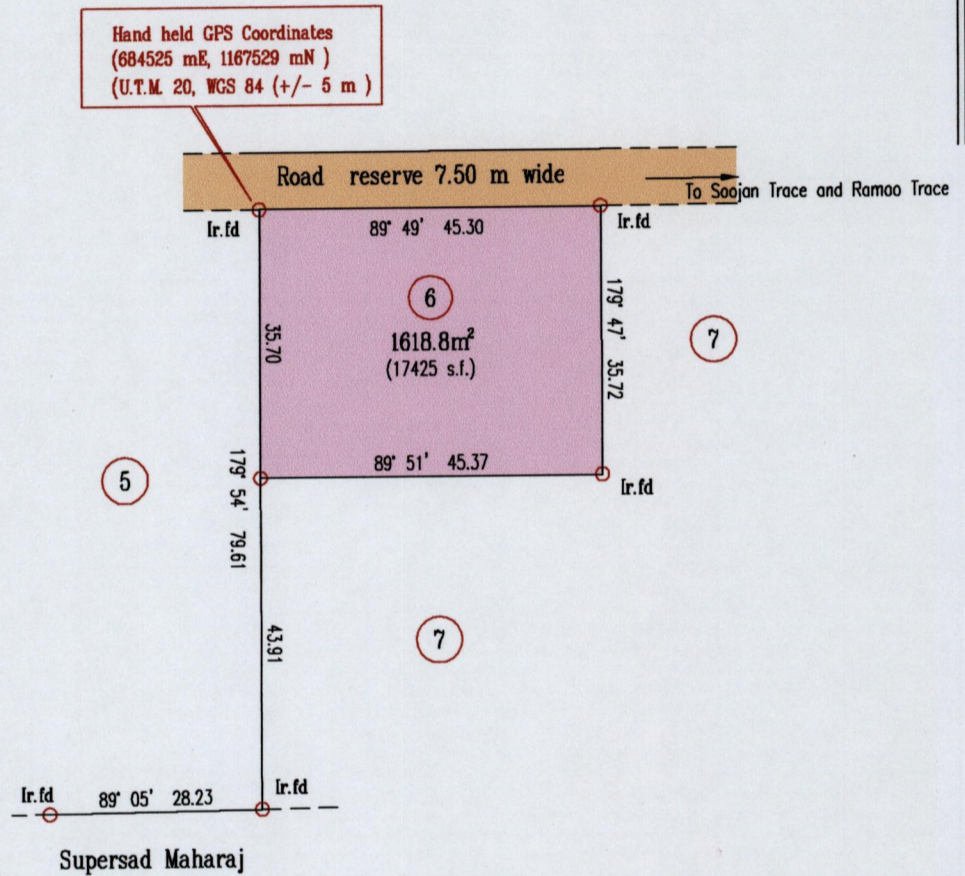 Hand held GPS Coordinates
(684525 mE, 1167529 mN )
(U.T.M. 20, WGS 84 (+/- 5 m )
Road reserve 7.50 m wide
To Soojan Trace and Ramoo Trace
Ir.fd
89° 49' 45.30
Ir.fd
6
1618.8m²
(17425 s.f.)
35.70
179° 47' 35.72
7
89° 51' 45.37
Ir.fd
5
179° 54' 79.61
43.91
7
Ir.fd
89° 05' 28.23
Ir.fd
Supersad Maharaj